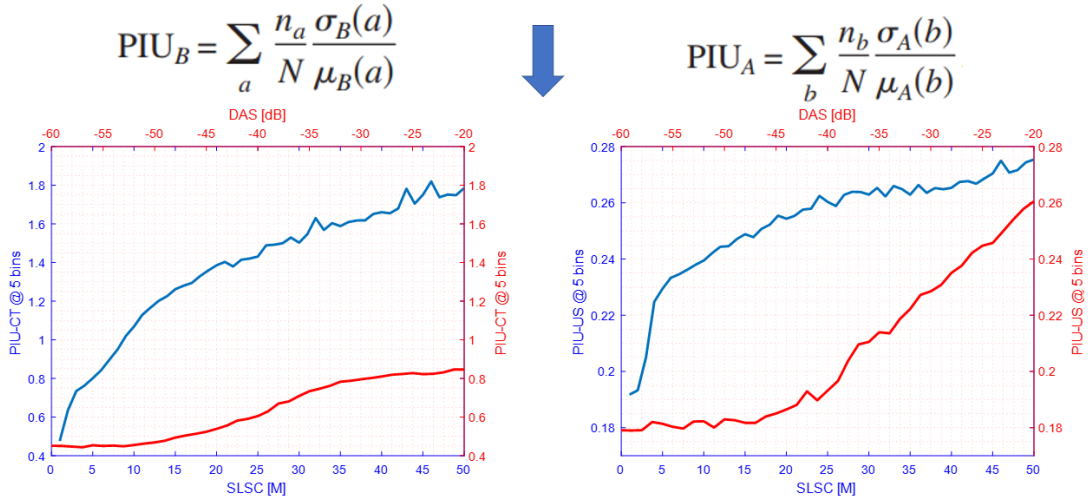 PIU_B = ∑_a n_a/N σ_B(a)/μ_B(a)
PIU_A = ∑_b n_b/N σ_A(b)/μ_A(b)
DAS [dB]
-60 -55 -50 -45 -40 -35 -30 -25 -20
2 1.8 1.6 1.4 1.2 1 0.8 0.6 0.4
PIU-CT @ 5 bins
2 1.8 1.6 1.4 1.2 1 0.8 0.6 0.4
PIU-CT @ 5 bins
0 5 10 15 20 25 30 35 40 45 50
SLSC [M]
DAS [dB]
-60 -55 -50 -45 -40 -35 -30 -25 -20
0.28 0.26 0.24 0.22 0.2 0.18
PIU-US @ 5 bins
0.28 0.26 0.24 0.22 0.2 0.18
PIU-US @ 5 bins
0 5 10 15 20 25 30 35 40 45 50
SLSC [M]